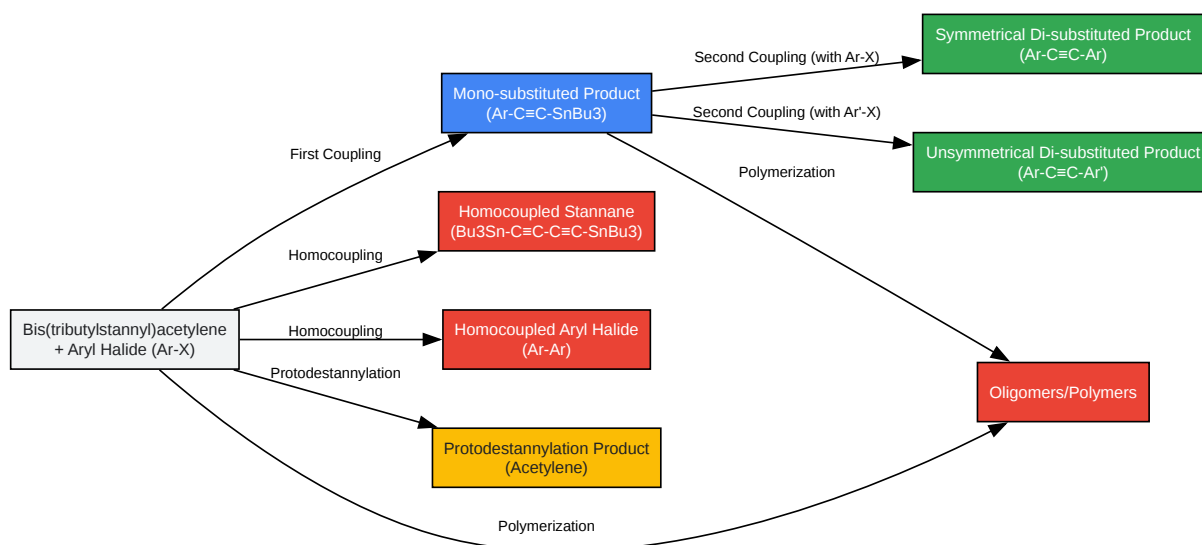 Symmetrical Di-substituted Product
(Ar-C≡C-Ar)
Second Coupling (with Ar-X)
Mono-substituted Product
(Ar-C≡C-SnBu3)
Second Coupling (with Ar'-X)
Unsymmetrical Di-substituted Product
(Ar-C≡C-Ar')
First Coupling
Polymerization
Homocoupled Stannane
(Bu3Sn-C≡C-C≡C-SnBu3)
Homocoupling
Bis(tributylstannyl)acetylene
+ Aryl Halide (Ar-X)
Homocoupling
Homocoupled Aryl Halide
(Ar-Ar)
Protodestannylation
Oligomers/Polymers
Protodestannylation Product
(Acetylene)
Polymerization